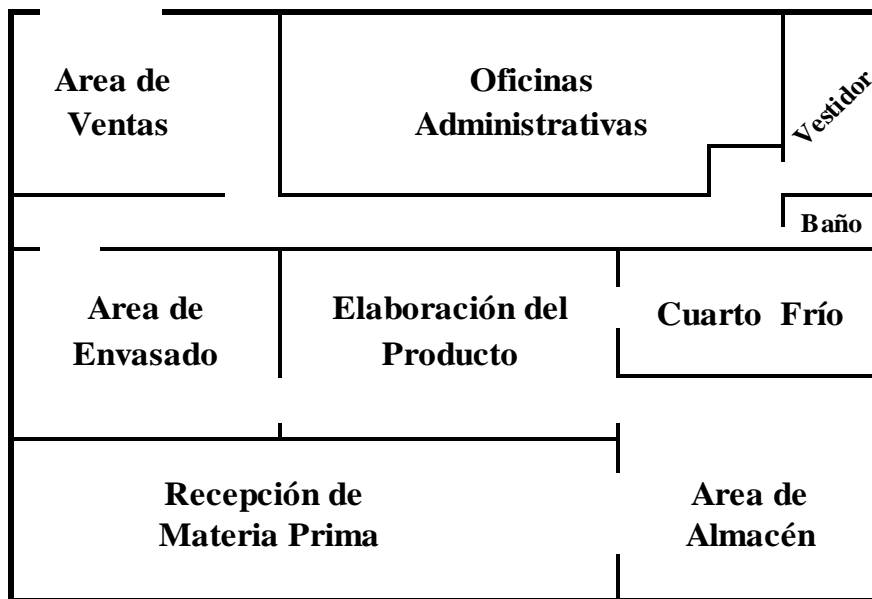 Area de
Ventas
Oficinas
Administrativas
Vestidor
Baño
Area de
Envasado
Elaboración del
Producto
Cuarto Frío
Recepción de
Materia Prima
Area de
Almacén